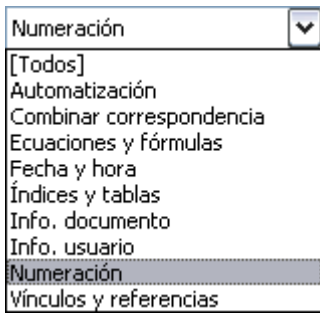 Numeración
[Todos]
Automatización
Combinar correspondencia
Ecuaciones y fórmulas
Fecha y hora
Índices y tablas
Info. documento
Info. usuario
Numeración
Vínculos y referencias